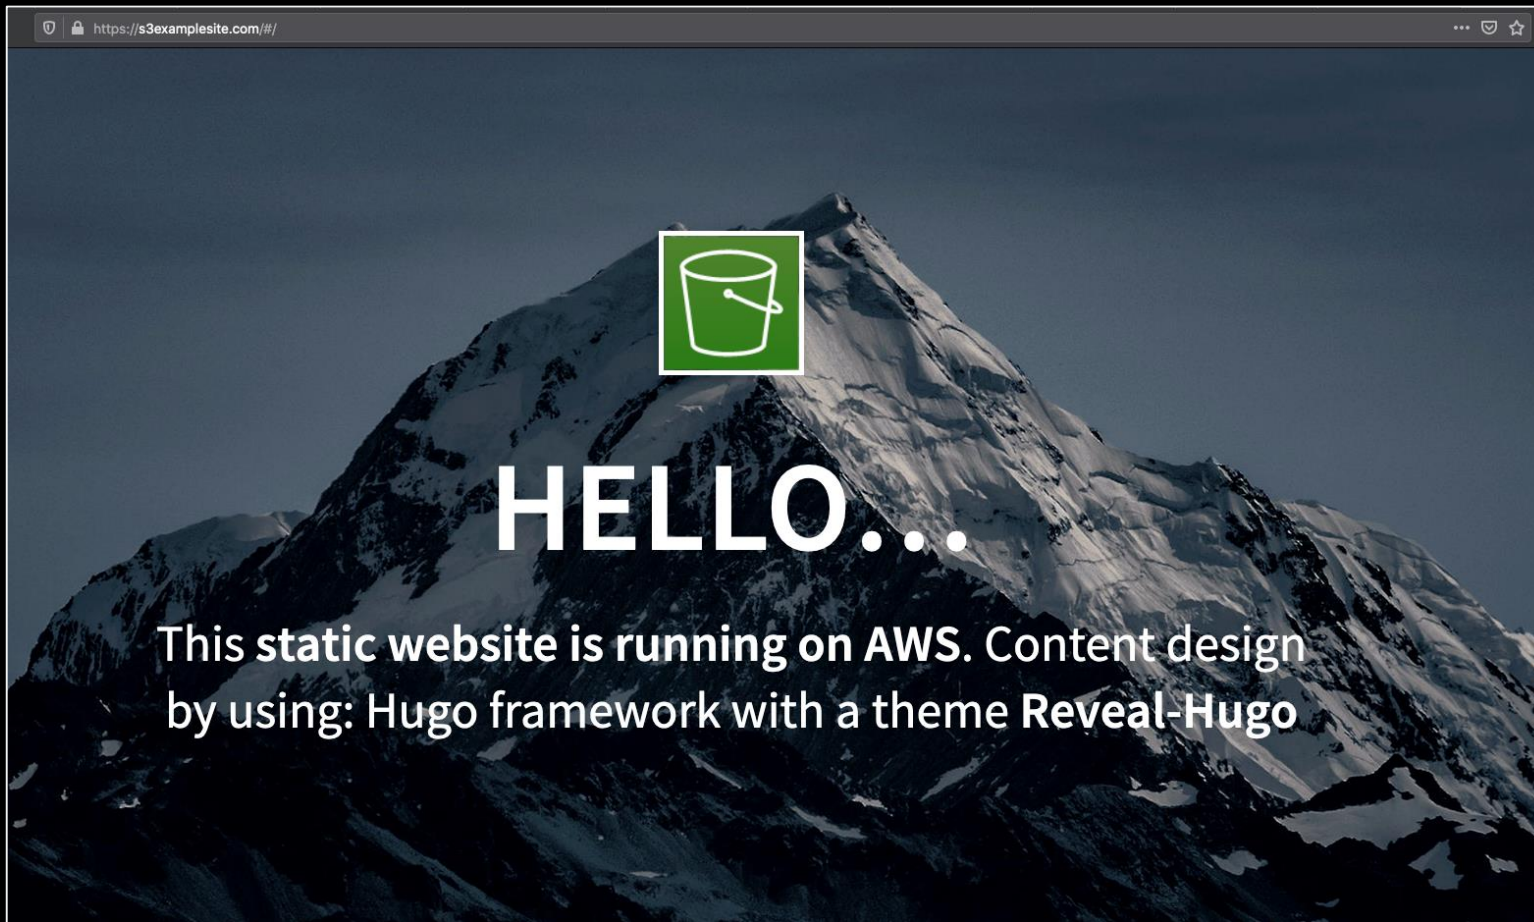 https://s3examplesite.com/#/
HELLO...
This static website is running on AWS. Content design
by using: Hugo framework with a theme Reveal-Hugo